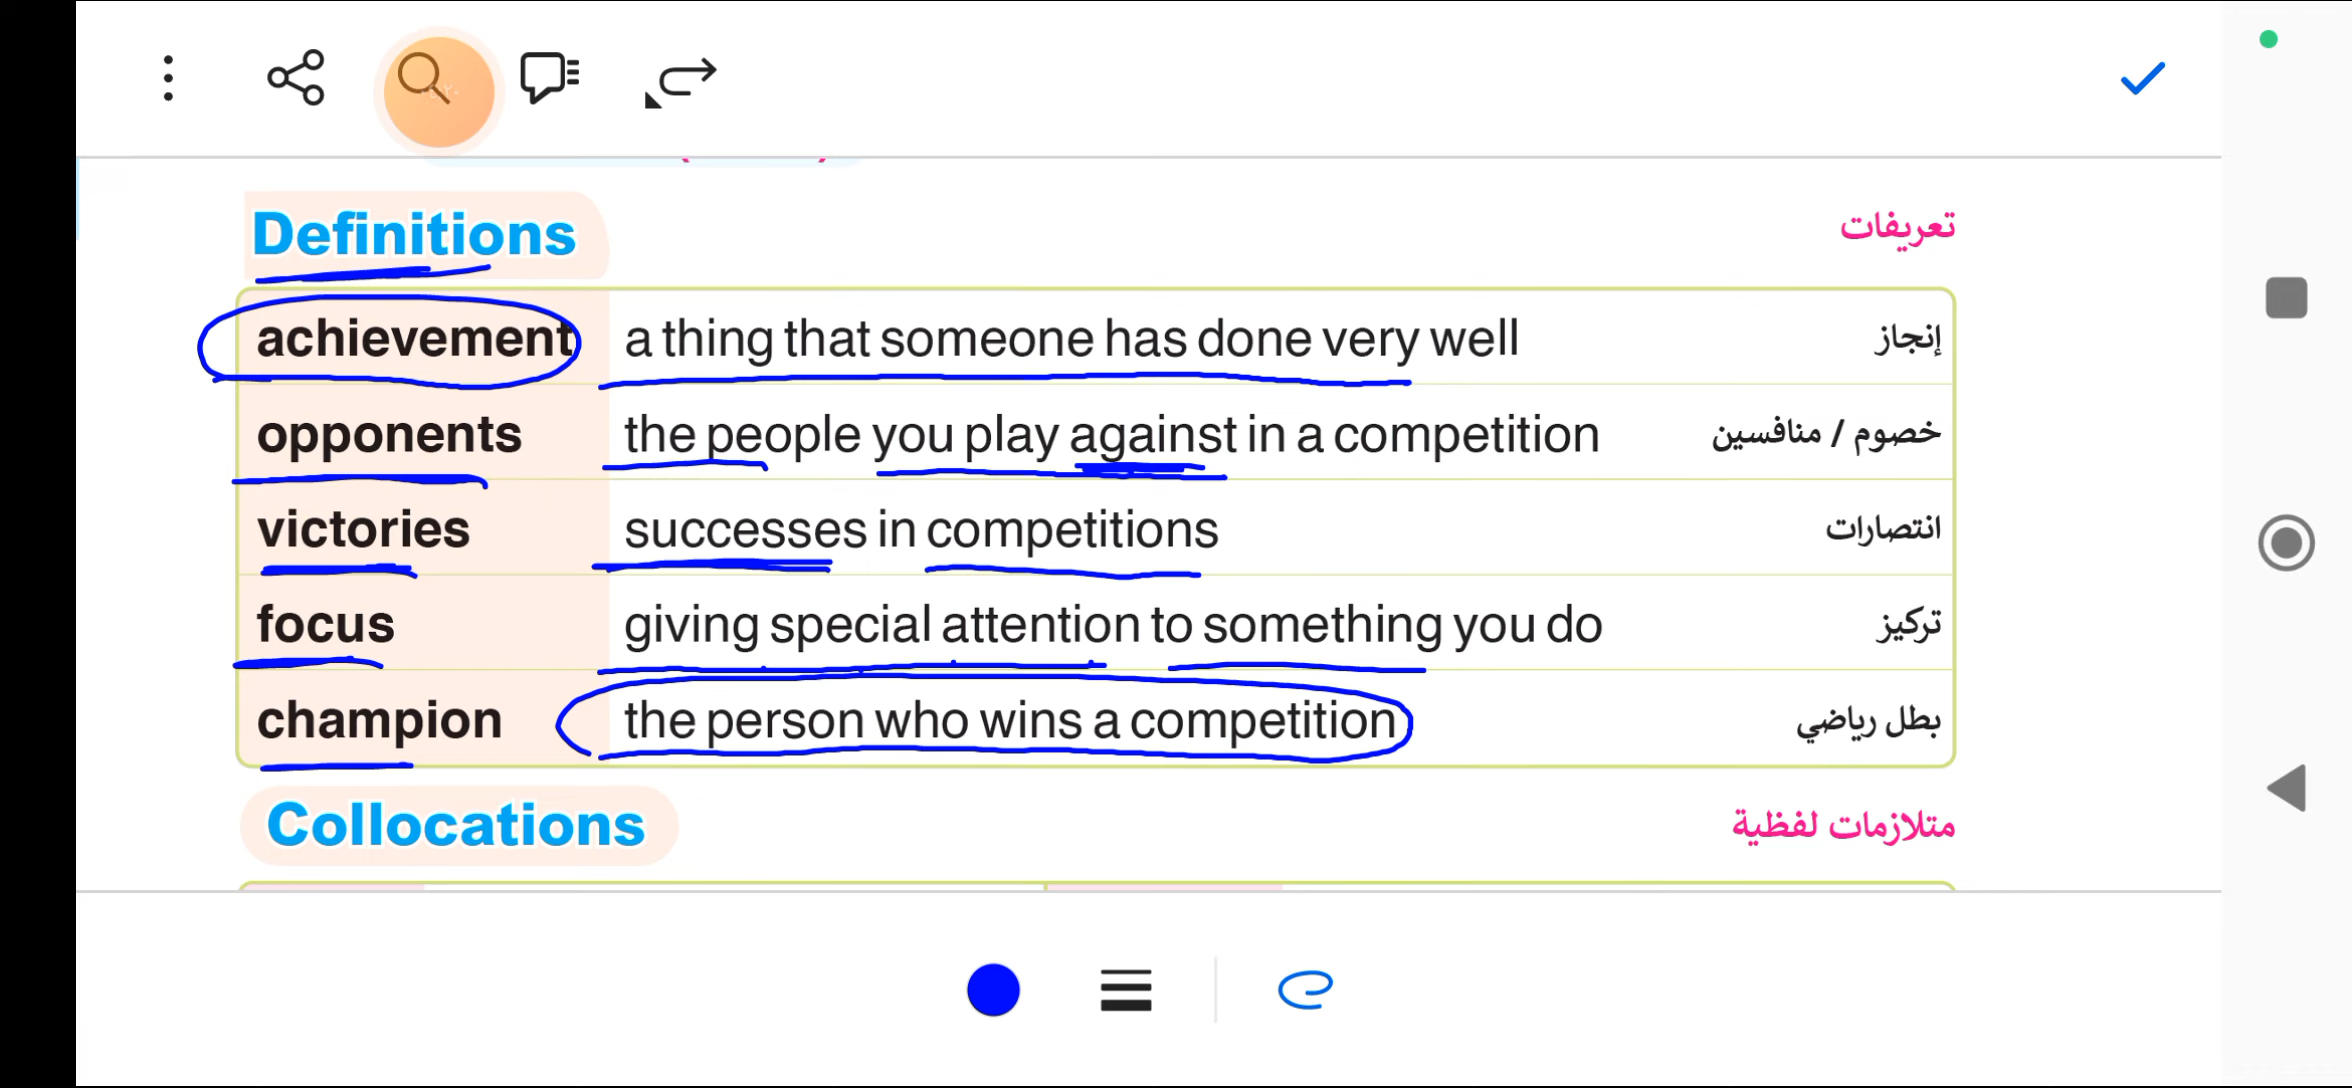 Definitions تعريفات
achievement a thing that someone has done very well إنجاز
opponents the people you play against in a competition خصوم / منافسين
victories successes in competitions انتصارات
focus giving special attention to something you do تركيز
champion the person who wins a competition بطل رياضي
Collocations متلازمات لفظية